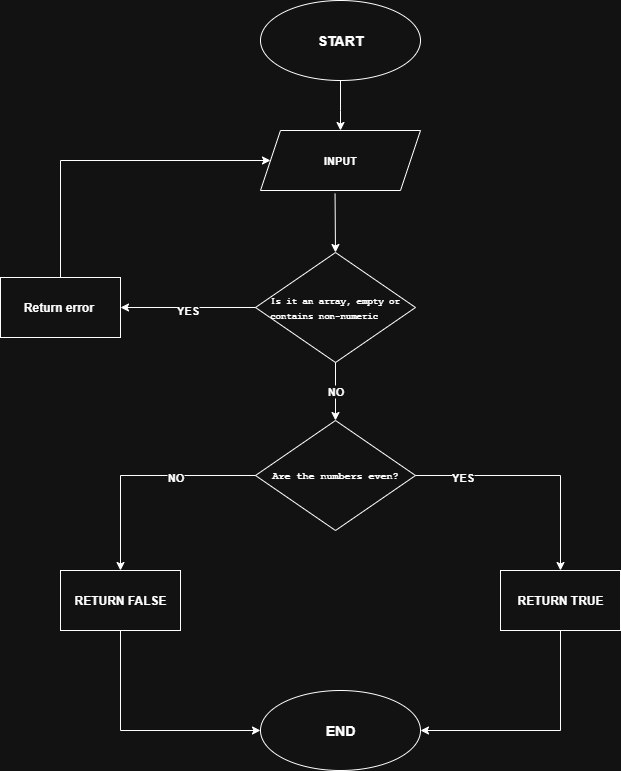 START
INPUT
Is it an array, empty or
contains non-numeric
Return error
YES
NO
Are the numbers even?
NO
YES
RETURN FALSE
RETURN TRUE
END